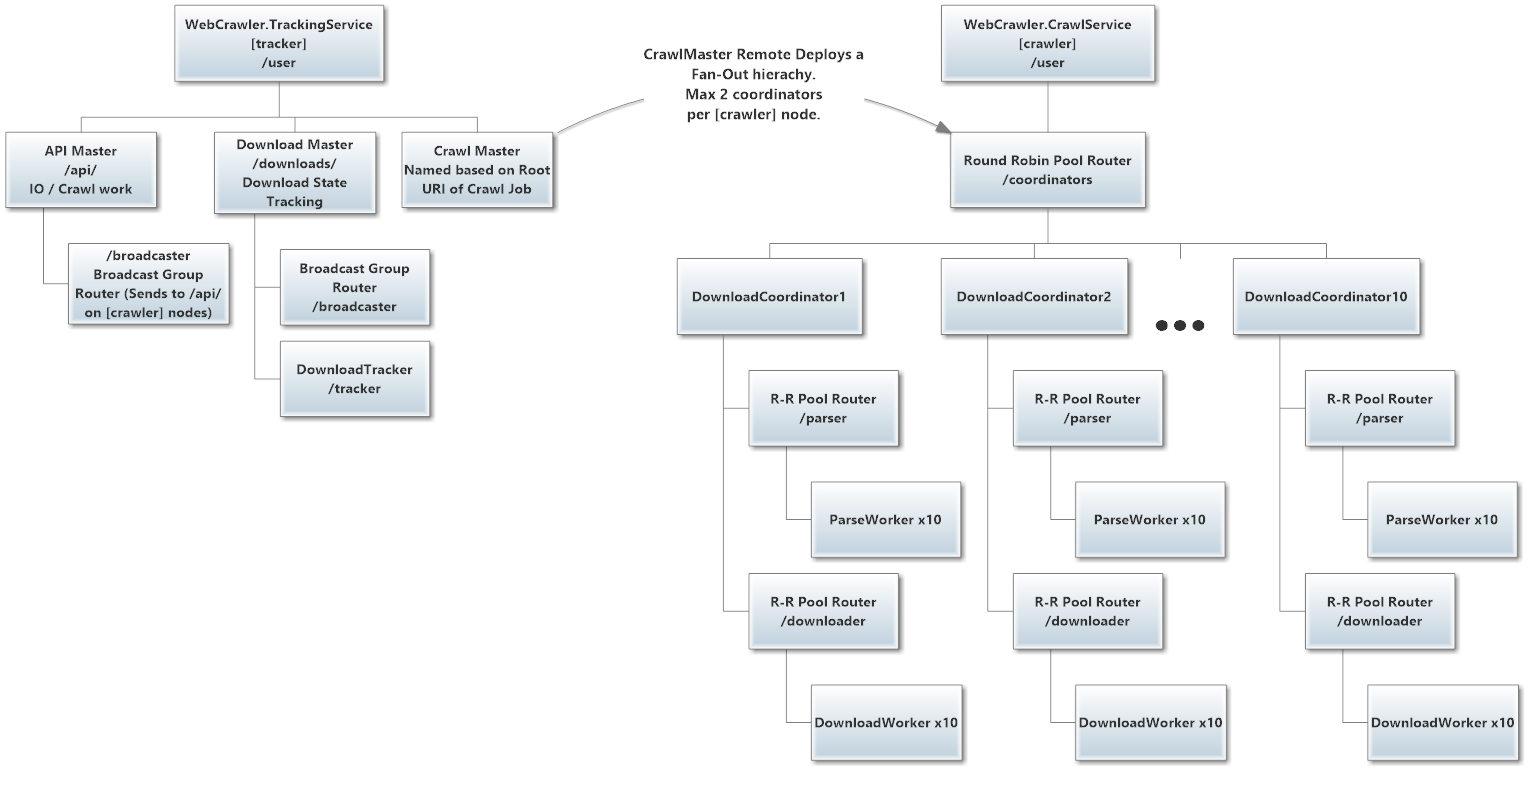 WebCrawler.TrackingService
[tracker]
/user
API Master
/api/
IO / Crawl work
/broadcaster
Broadcast Group
Router (Sends to /api/
on [crawler] nodes)
Download Master
/downloads/
Download State
Tracking
Broadcast Group
Router
/broadcaster
DownloadTracker
/tracker
Crawl Master
Named based on Root
URI of Crawl Job
CrawlMaster Remote Deploys a
Fan-Out hierachy.
Max 2 coordinators
per [crawler] node.
WebCrawler.CrawlService
[crawler]
/user
Round Robin Pool Router
/coordinators
DownloadCoordinator1
R-R Pool Router
/parser
ParseWorker x10
R-R Pool Router
/downloader
DownloadWorker x10
DownloadCoordinator2
R-R Pool Router
/parser
ParseWorker x10
R-R Pool Router
/downloader
DownloadWorker x10
DownloadCoordinator10
R-R Pool Router
/parser
ParseWorker x10
R-R Pool Router
/downloader
DownloadWorker x10